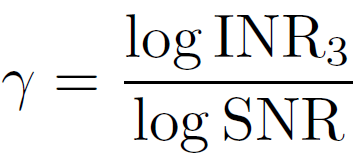 γ = log INR₃ / log SNR